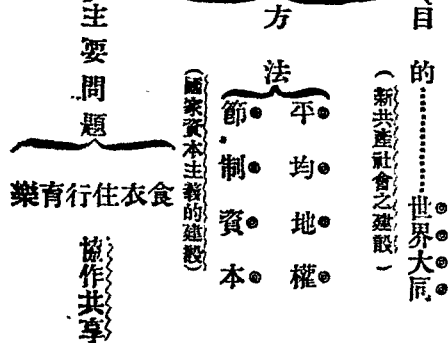 目的……………世界大同
(新共產社會之建設)
方法
平均地權
節制資本
(國家資本主義的建設)
主要問題
食衣住行育樂
協作共享